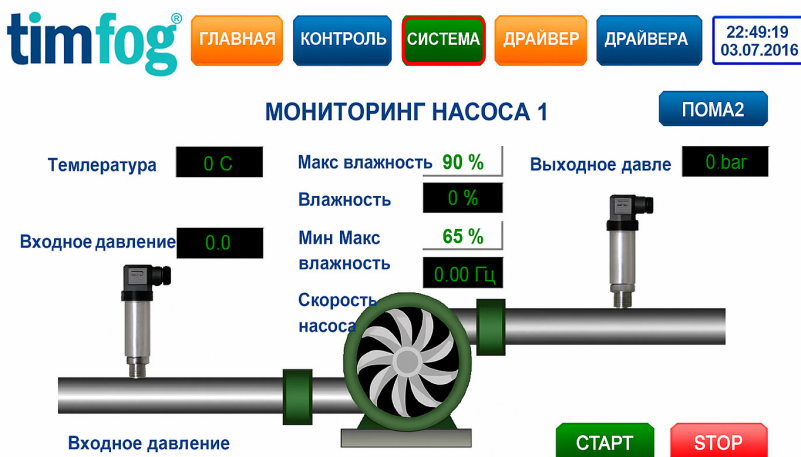 timfog®
ГЛАВНАЯ
КОНТРОЛЬ
СИСТЕМА
ДРАЙВЕР
ДРАЙВЕРА
22:49:19
03.07.2016
МОНИТОРИНГ НАСОСА 1
ПОМА2
Темлература
0 C
Макс влажность
90 %
Выходное давле
0.bar
Влажность
0 %
Входное давление
0.0
Мин Макс
влажность
65 %
0.00 Гц
Скорость
насоса
Входное давление
СТАРТ
STOP